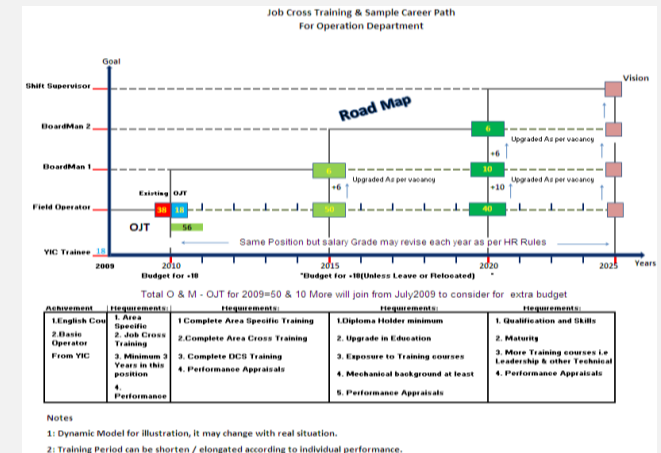 Job Cross Training & Sample Career Path
For Operation Department
Goal
Vision
Shift Supervisor
Road Map
BoardMan 2
6
Upgraded As per vacancy
+6
BoardMan 1
6
10
Upgraded As per vacancy
Upgraded As per vacancy
+6
+10
Existing OJT
Field Operator
38 18
50
40
OJT
56
Same Position but salary Grade may revise each year as per HR Rules
YIC Trainee 18
Years
2009 2010 2015 2020 2025
Budget for +18
"Budget for +10(Unless Leave or Relocated) "
Total O & M - OJT for 2009=50 & 10 More will join from July2009 to consider for extra budget
Achivement Requirements: Requirements: Requirements: Requirements:
1.English Cou
2.Basic Operator
From YIC
1. Area Specific
2. Job Cross Training
3. Minimum 3 Years in this position
4. Performance
1 Complete Area Specific Training
2.Complete Area Cross Training
3. Complete DCS Training
4. Performance Appraisals
1.Diploma Holder minimum
2. Upgrade in Education
3. Exposure to Training courses
4. Mechanical background at least
5. Performance Appraisals
1. Qualification and Skills
2. Maturity
3. More Training courses i.e Leadership & other Technical
4. Performance Appraisals
Notes
1: Dynamic Model for illustration, it may change with real situation.
2: Training Period can be shorten / elongated according to individual performance.